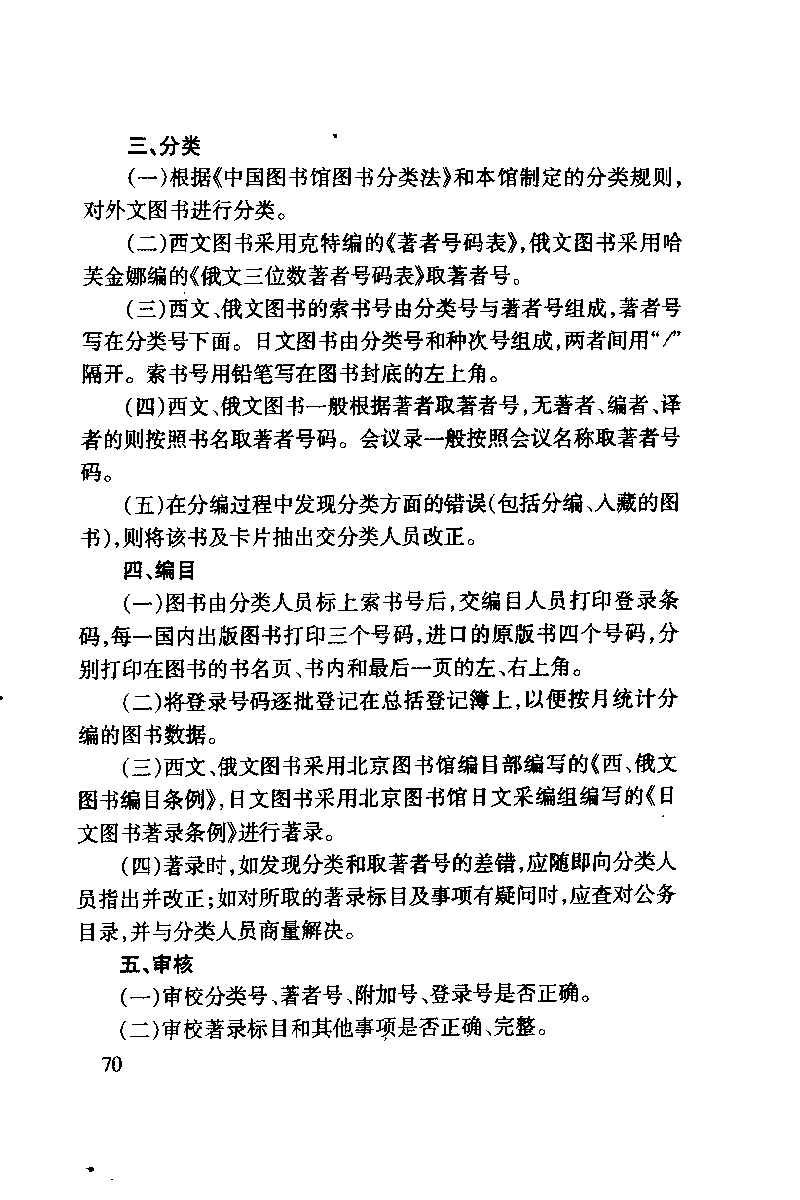 三、分类
(一)根据《中国图书馆图书分类法》和本馆制定的分类规则,
对外文图书进行分类。
(二)西文图书采用克特编的《著者号码表》,俄文图书采用哈
芙金娜编的《俄文三位数著者号码表》取著者号。
(三)西文、俄文图书的索书号由分类号与著者号组成,著者号
写在分类号下面。日文图书由分类号和种次号组成,两者间用“/”
隔开。索书号用铅笔写在图书封底的左上角。
(四)西文、俄文图书一般根据著者取著者号,无著者、编者、译
者的则按照书名取著者号码。会议录一般按照会议名称取著者号
码。
(五)在分编过程中发现分类方面的错误(包括分编、入藏的图
书),则将该书及卡片抽出交分类人员改正。
四、编目
(一)图书由分类人员标上索书号后,交编目人员打印登录条
码,每一国内出版图书打印三个号码,进口的原版书四个号码,分
别打印在图书的书名页、书内和最后一页的左、右上角。
(二)将登录号码逐批登记在总括登记簿上,以便按月统计分
编的图书数据。
(三)西文、俄文图书采用北京图书馆编目部编写的《西、俄文
图书编目条例》,日文图书采用北京图书馆日文采编组编写的《日
文图书著录条例》进行著录。
(四)著录时,如发现分类和取著者号的差错,应随即向分类人
员指出并改正;如对所取的著录标目及事项有疑问时,应查对公务
目录,并与分类人员商量解决。
五、审核
(一)审校分类号、著者号、附加号、登录号是否正确。
(二)审校著录标目和其他事项是否正确、完整。
70